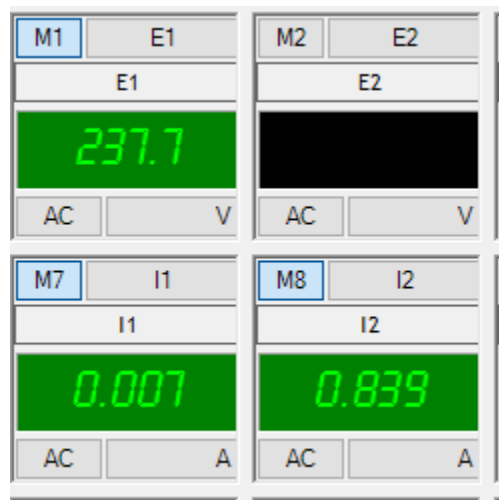 M1 E1 M2 E2
E1 E2
237.7
AC V AC V
M7 I1 M8 I2
I1 I2
0.007 0.839
AC A AC A